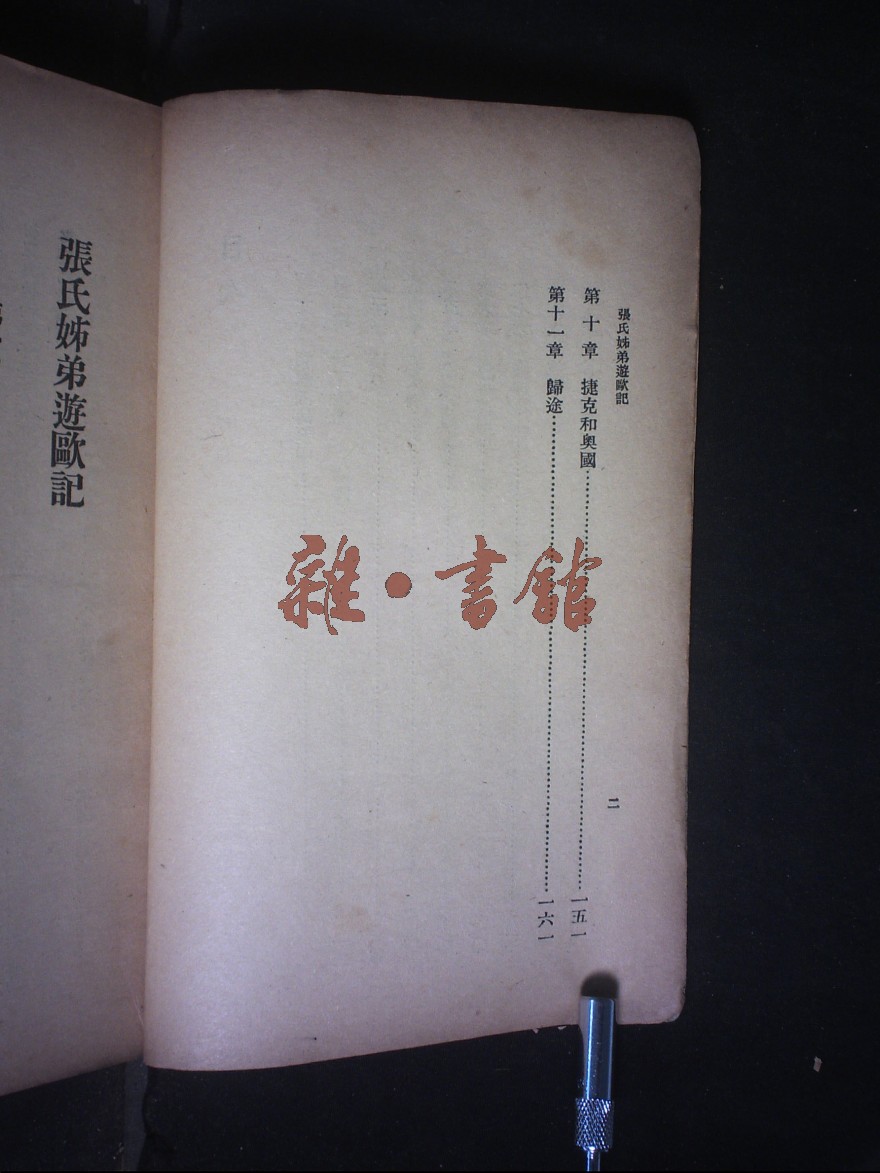 張氏姊弟遊歐記
二
第十章　捷克和奧國……一五一
第十一章　歸途……一六一
雜・書館
張氏姊弟遊歐記